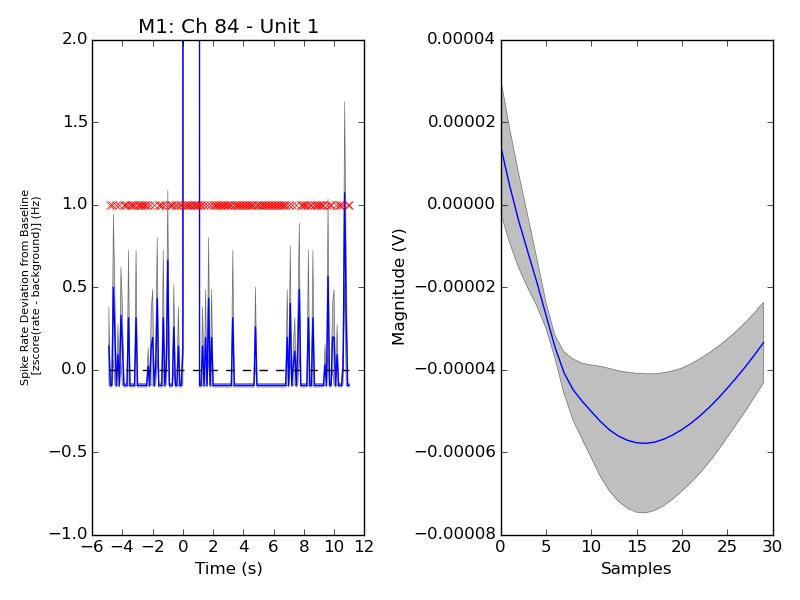 M1: Ch 84 - Unit 1
2.0
1.5
1.0
0.5
0.0
−0.5
−1.0
−6 −4 −2 0 2 4 6 8 10 12
Time (s)
Spike Rate Deviation from Baseline
[zscore(rate - background)] (Hz)
0.00004
0.00002
0.00000
−0.00002
−0.00004
−0.00006
−0.00008
0 5 10 15 20 25 30
Samples
Magnitude (V)